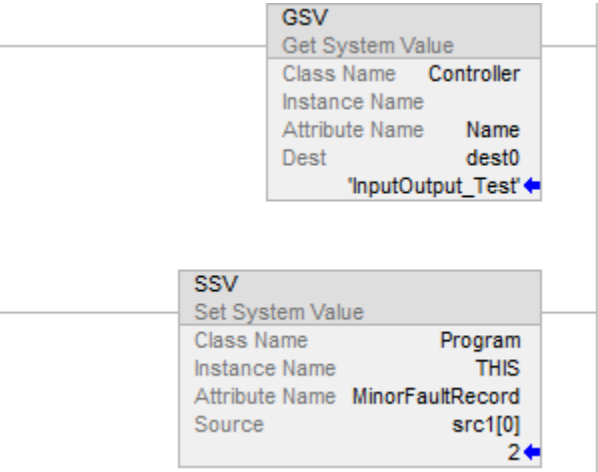 GSV
Get System Value
Class Name Controller
Instance Name
Attribute Name Name
Dest dest0
'InputOutput_Test'
SSV
Set System Value
Class Name Program
Instance Name THIS
Attribute Name MinorFaultRecord
Source src1[0]
2